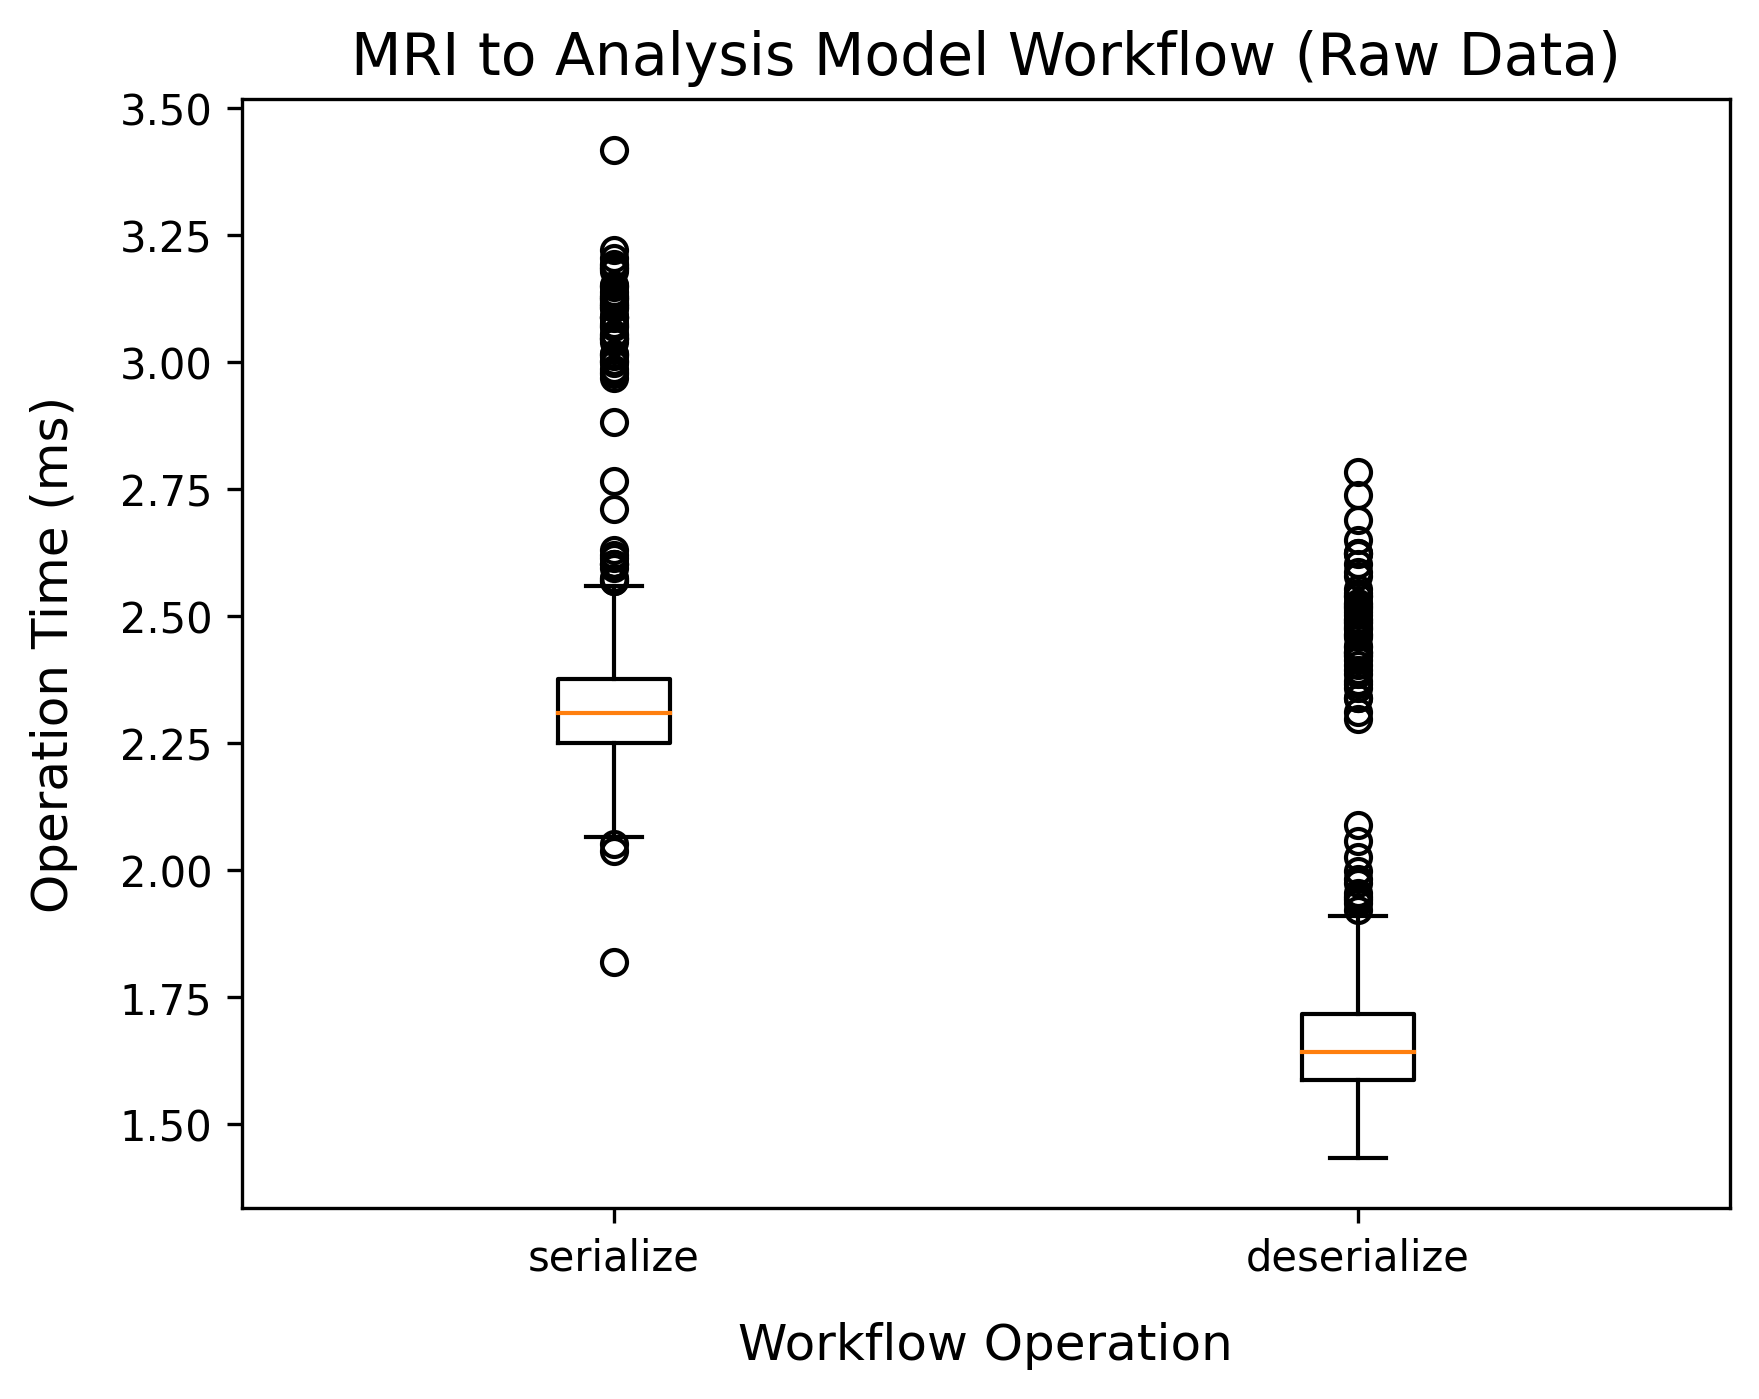 MRI to Analysis Model Workflow (Raw Data)
Operation Time (ms)
3.50
3.25
3.00
2.75
2.50
2.25
2.00
1.75
1.50
serialize
deserialize
Workflow Operation